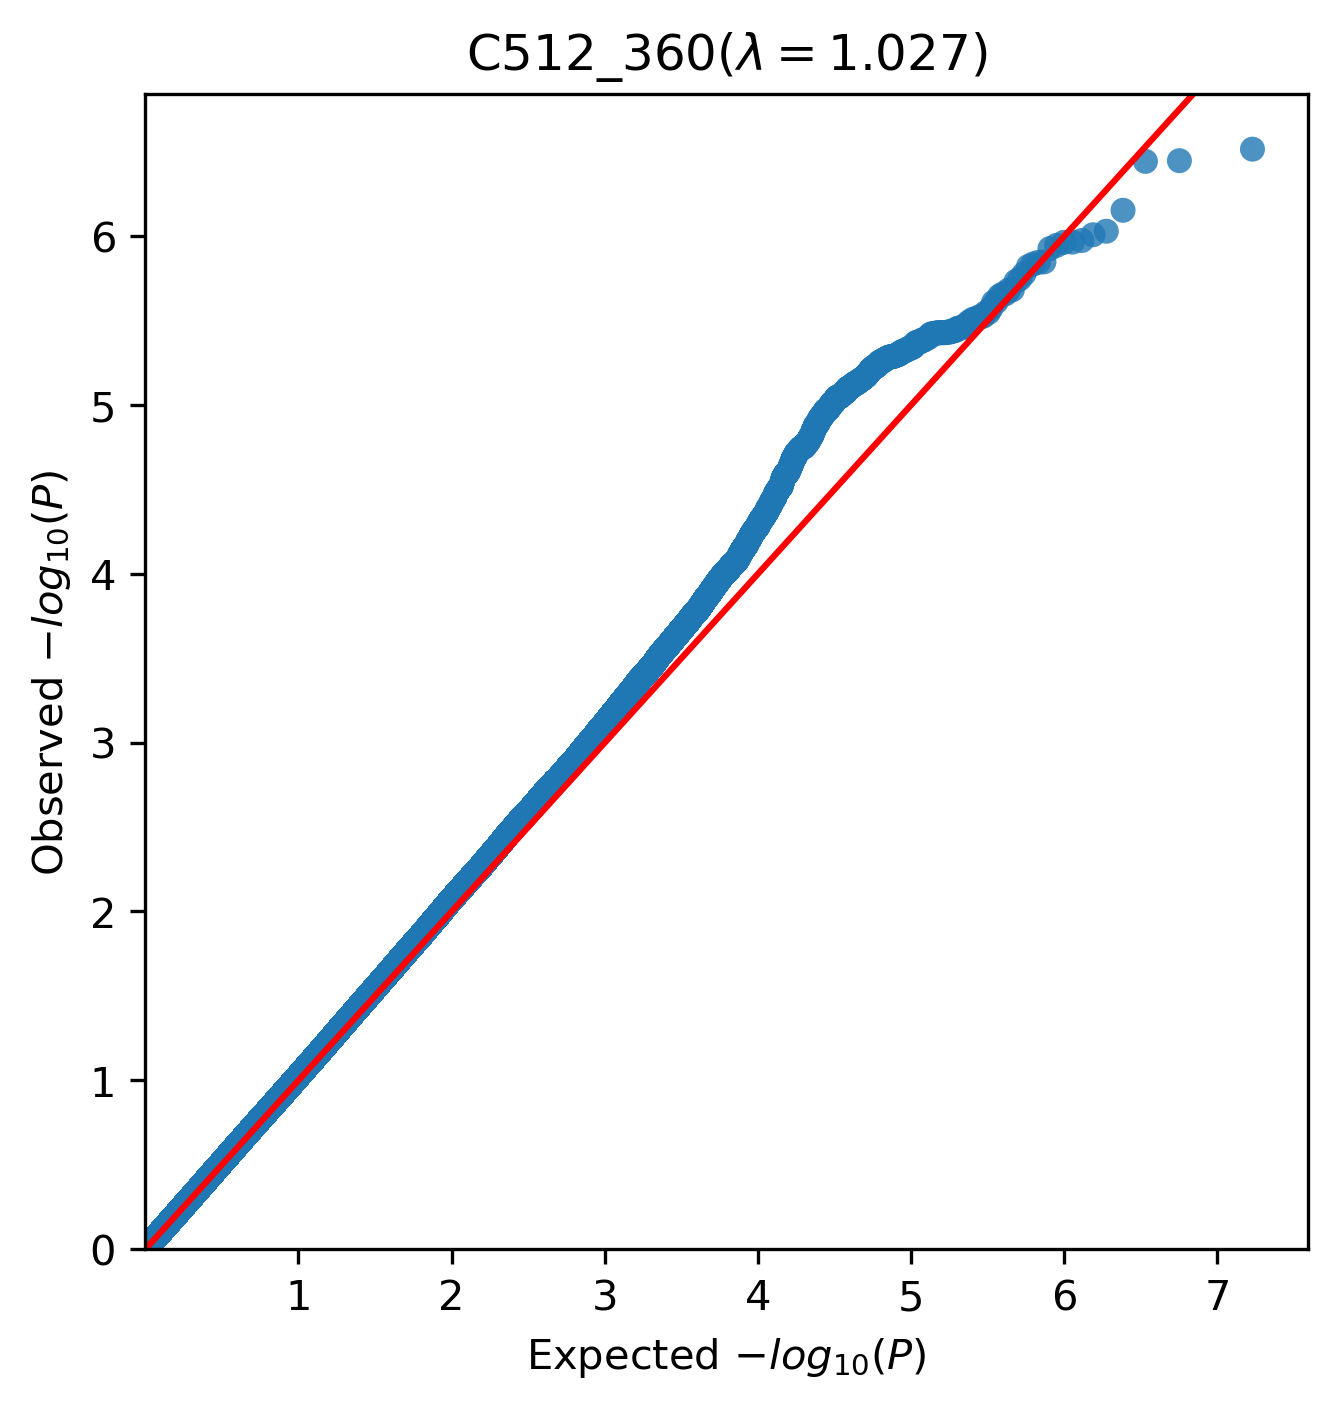 C512_360(λ = 1.027)
Observed −log₁₀(P)
6
5
4
3
2
1
0
1 2 3 4 5 6 7
Expected −log₁₀(P)